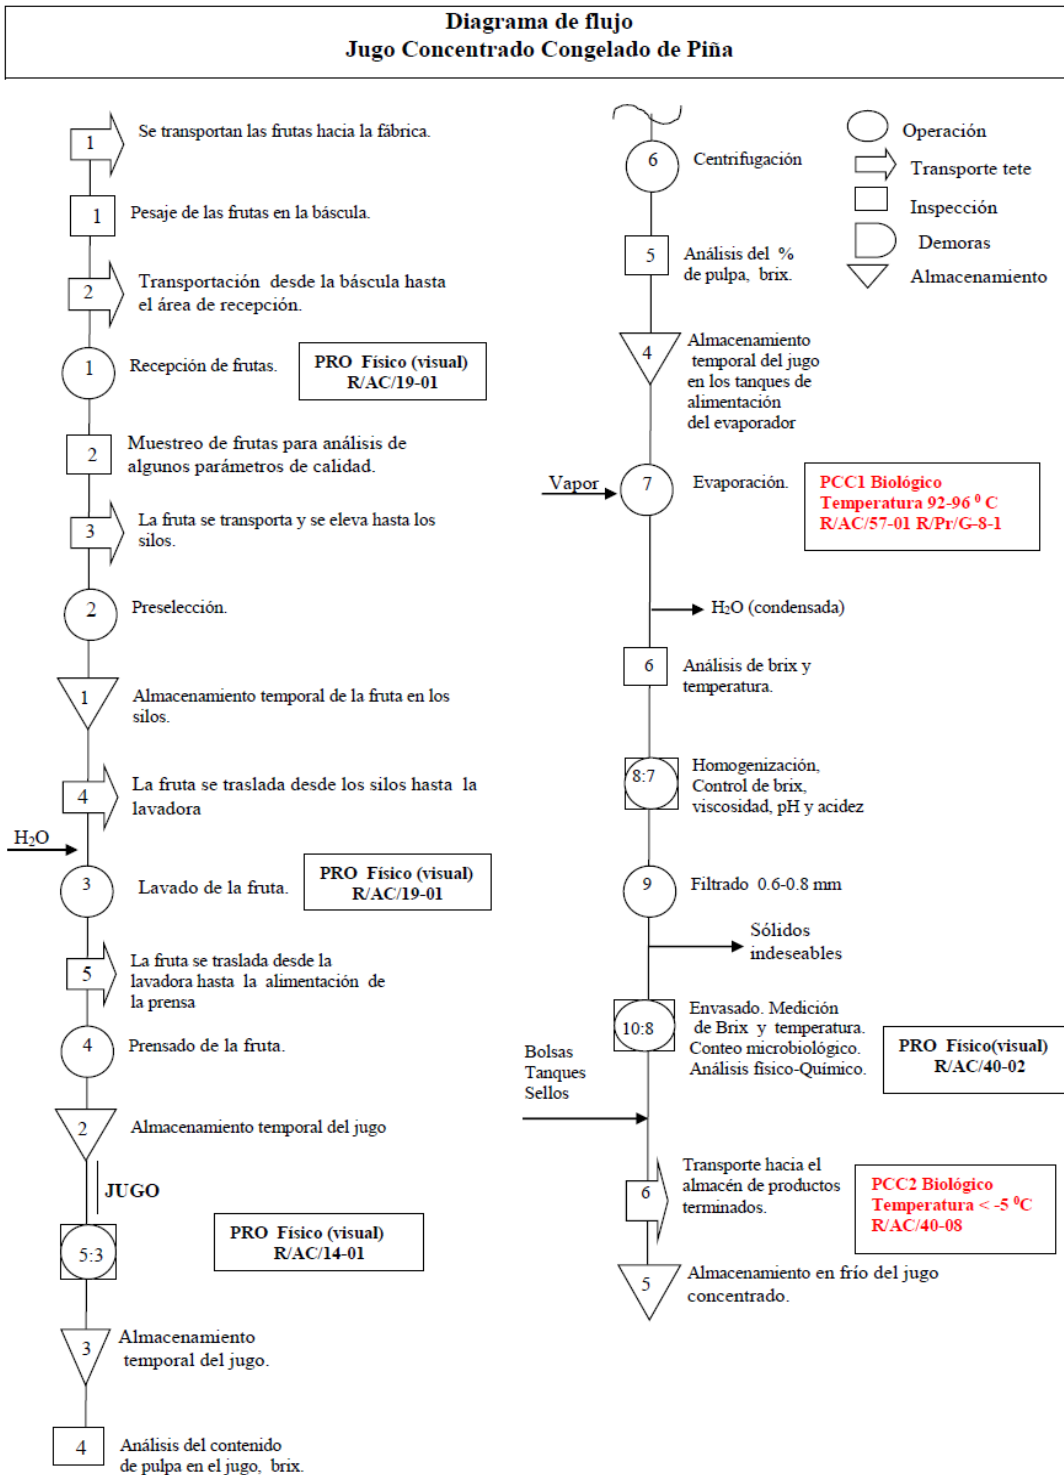 Diagrama de flujo
Jugo Concentrado Congelado de Piña
1
Se transportan las frutas hacia la fábrica.
1
Pesaje de las frutas en la báscula.
2
Transportación desde la báscula hasta
el área de recepción.
1
Recepción de frutas.
PRO Físico (visual)
R/AC/19-01
2
Muestreo de frutas para análisis de
algunos parámetros de calidad.
3
La fruta se transporta y se eleva hasta los
silos.
2
Preselección.
1
Almacenamiento temporal de la fruta en los
silos.
4
La fruta se traslada desde los silos hasta la
lavadora
H₂O
3
Lavado de la fruta.
PRO Físico (visual)
R/AC/19-01
5
La fruta se traslada desde la
lavadora hasta la alimentación de
la prensa
4
Prensado de la fruta.
2
Almacenamiento temporal del jugo
JUGO
5:3
PRO Físico (visual)
R/AC/14-01
3
Almacenamiento
temporal del jugo.
4
Análisis del contenido
de pulpa en el jugo, brix.
6
Centrifugación
5
Análisis del %
de pulpa, brix.
4
Almacenamiento
temporal del jugo
en los tanques de
alimentación
del evaporador
Vapor
7
Evaporación.
PCC1 Biológico
Temperatura 92-96 ⁰ C
R/AC/57-01 R/Pr/G-8-1
H₂O (condensada)
6
Análisis de brix y
temperatura.
8:7
Homogenización,
Control de brix,
viscosidad, pH y acidez
9
Filtrado 0.6-0.8 mm
Sólidos
indeseables
10:8
Envasado. Medición
de Brix y temperatura.
Conteo microbiológico.
Análisis físico-Químico.
PRO Físico(visual)
R/AC/40-02
Bolsas
Tanques
Sellos
6
Transporte hacia el
almacén de productos
terminados.
PCC2 Biológico
Temperatura < -5 ⁰C
R/AC/40-08
5
Almacenamiento en frío del jugo
concentrado.
Operación
Transporte tete
Inspección
Demoras
Almacenamiento